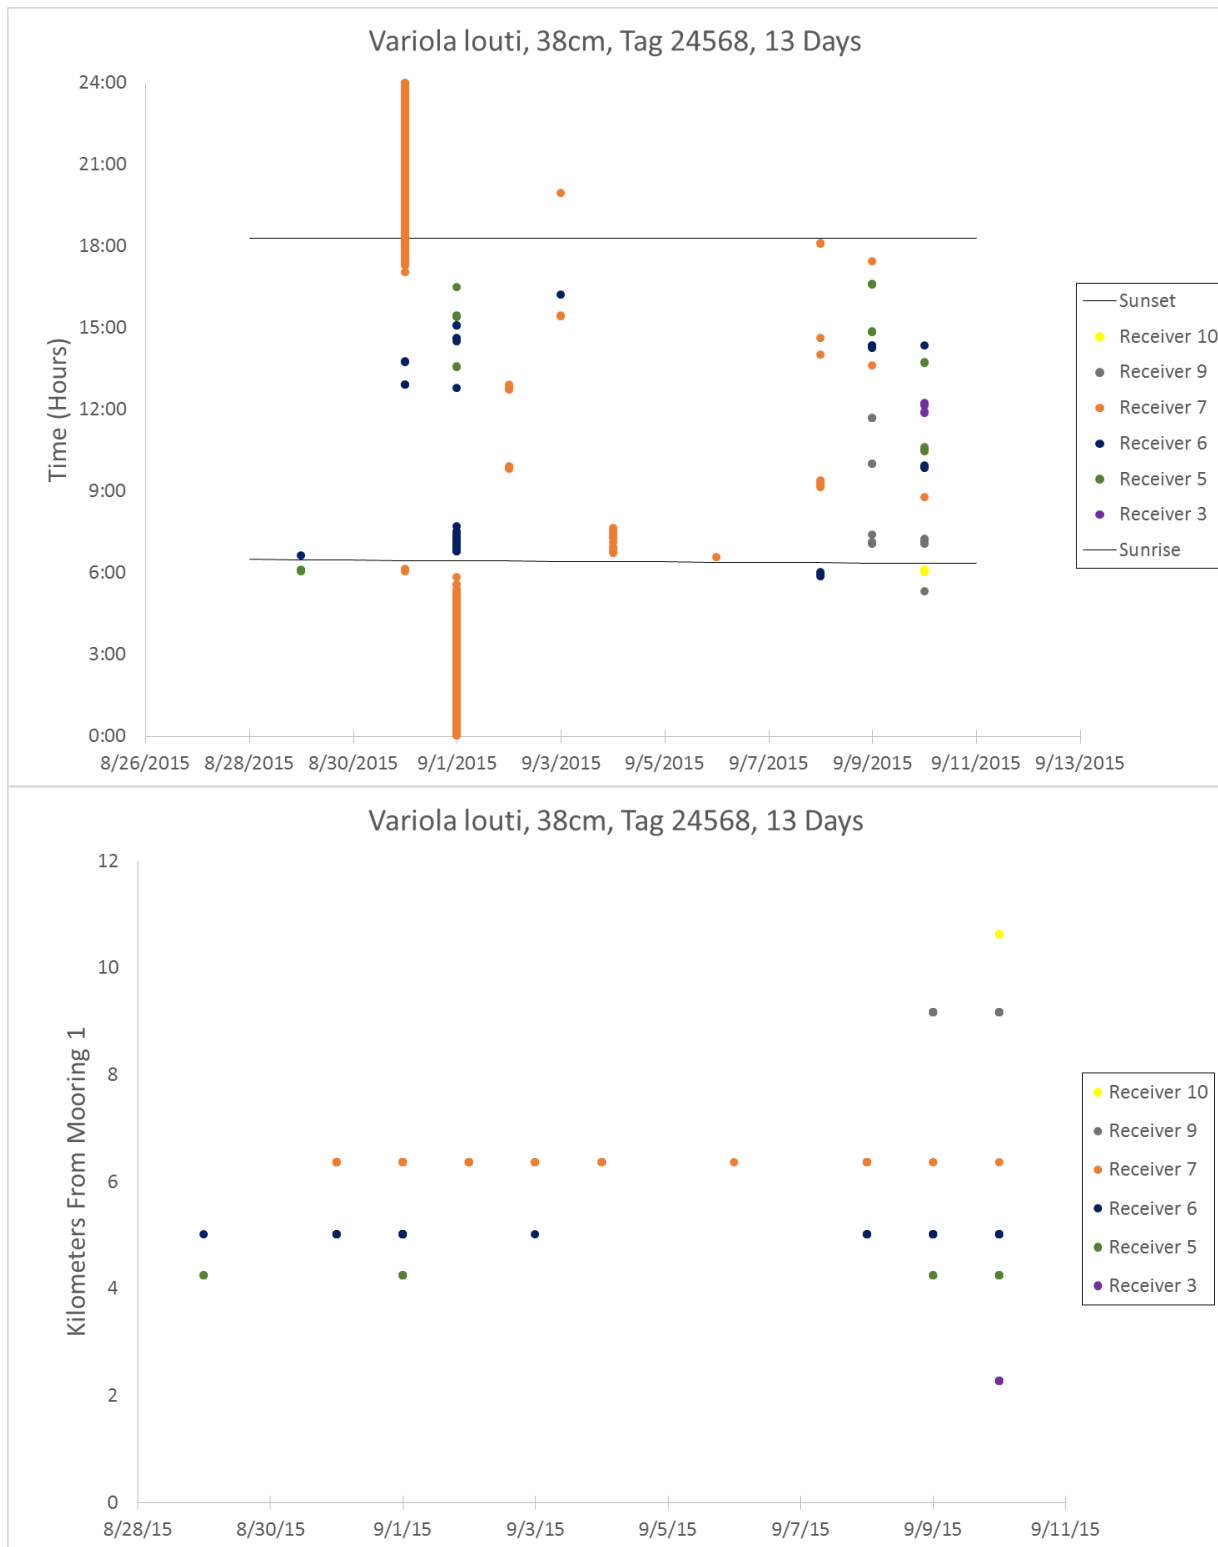 Variola louti, 38cm, Tag 24568, 13 Days
24:00
21:00
18:00
15:00
12:00
9:00
6:00
3:00
0:00
Time (Hours)
8/26/2015 8/28/2015 8/30/2015 9/1/2015 9/3/2015 9/5/2015 9/7/2015 9/9/2015 9/11/2015 9/13/2015
Sunset
Receiver 10
Receiver 9
Receiver 7
Receiver 6
Receiver 5
Receiver 3
Sunrise
Variola louti, 38cm, Tag 24568, 13 Days
12
10
8
6
4
2
0
Kilometers From Mooring 1
8/28/15 8/30/15 9/1/15 9/3/15 9/5/15 9/7/15 9/9/15 9/11/15
Receiver 10
Receiver 9
Receiver 7
Receiver 6
Receiver 5
Receiver 3